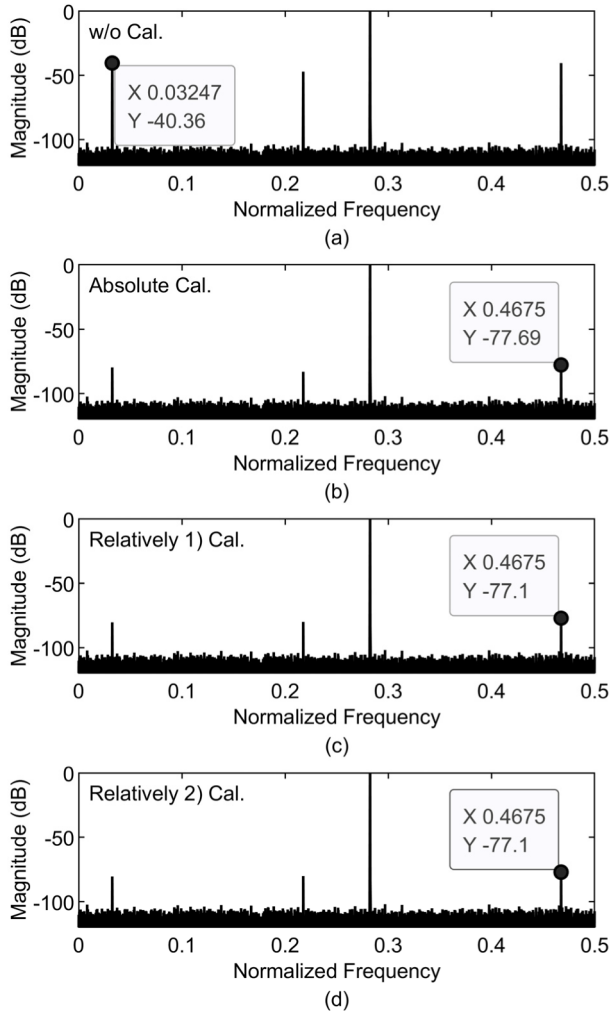 0
w/o Cal.
Magnitude (dB)
-50
X 0.03247
Y -40.36
-100
0 0.1 0.2 0.3 0.4 0.5
Normalized Frequency
(a)
0
Absolute Cal.
Magnitude (dB)
X 0.4675
-50
Y -77.69
-100
0 0.1 0.2 0.3 0.4 0.5
Normalized Frequency
(b)
0
Relatively 1) Cal.
Magnitude (dB)
X 0.4675
-50
Y -77.1
-100
0 0.1 0.2 0.3 0.4 0.5
Normalized Frequency
(c)
0
Relatively 2) Cal.
Magnitude (dB)
X 0.4675
-50
Y -77.1
-100
0 0.1 0.2 0.3 0.4 0.5
Normalized Frequency
(d)